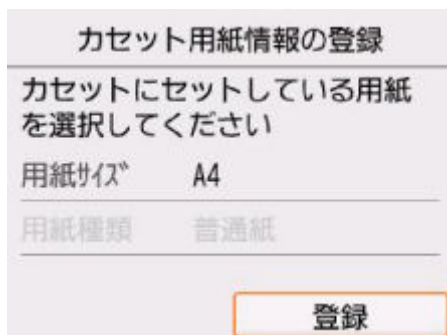 カセット用紙情報の登録
カセットにセットしている用紙
を選択してください
用紙ｻｲｽﾞ A4
用紙種類 普通紙
登録